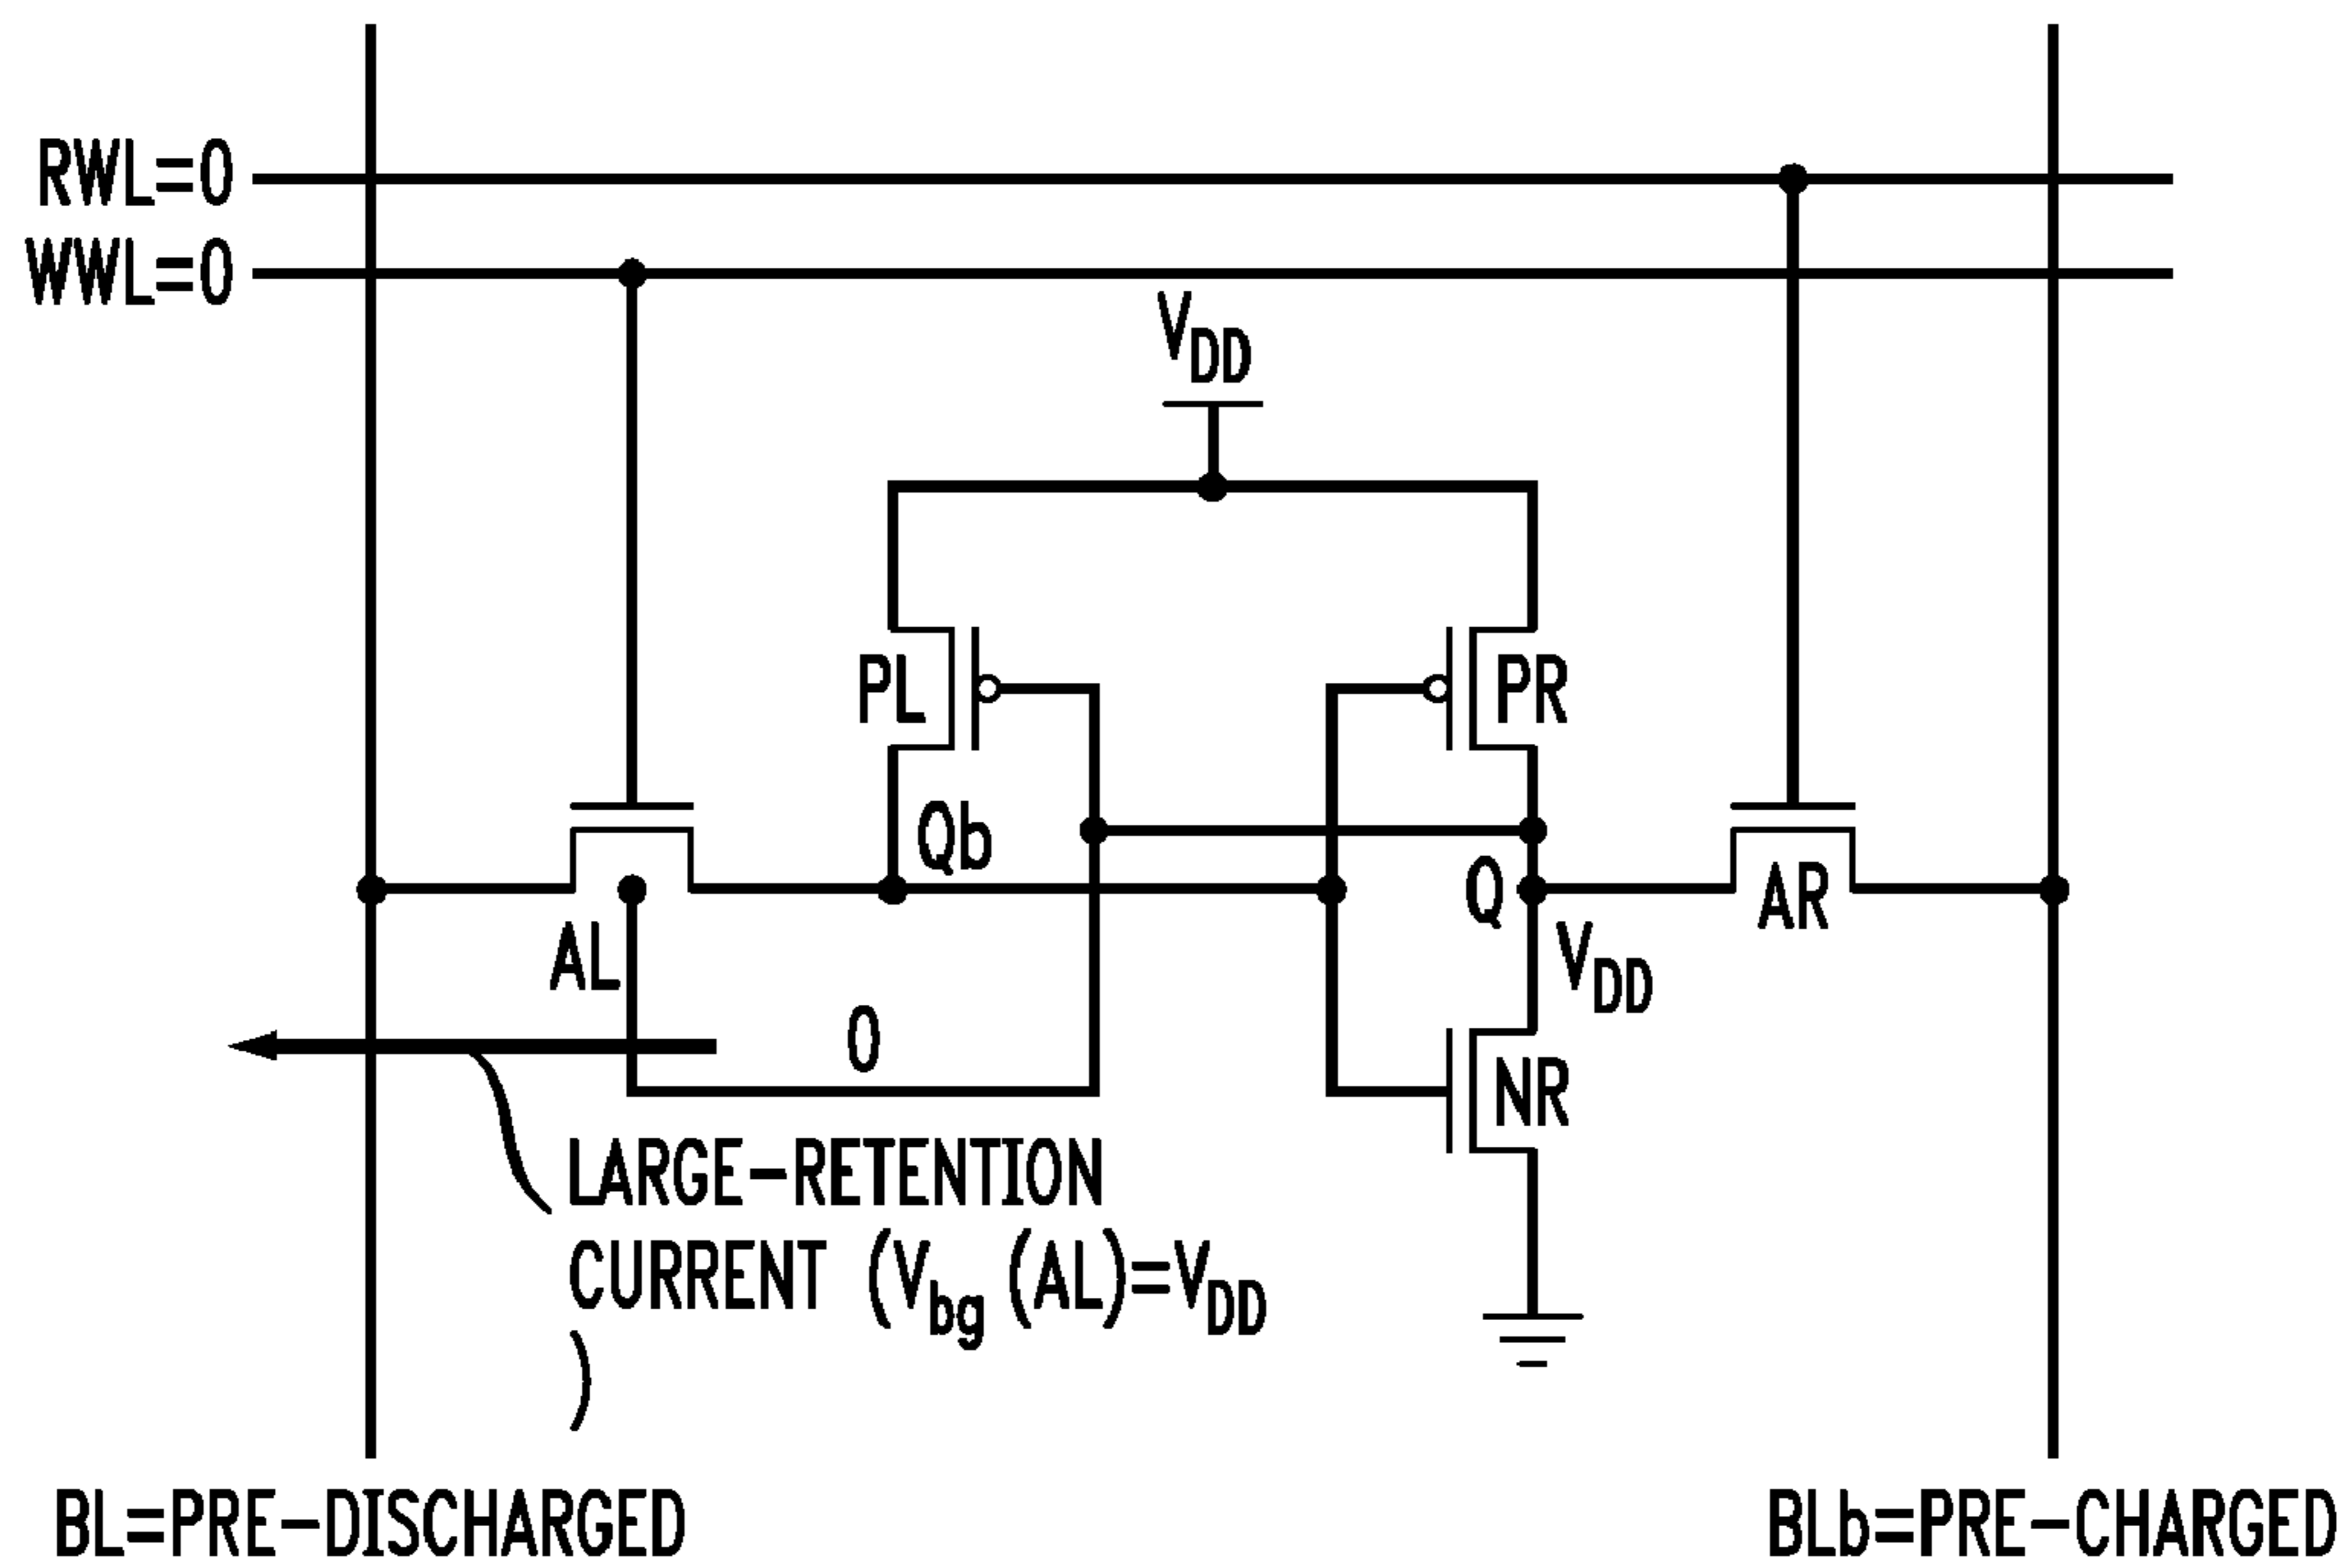 RWL=0
WWL=0
VDD
PL
PR
Qb
Q
AR
AL
VDD
0
NR
LARGE-RETENTION
CURRENT (Vbg (AL)=VDD
)
BL=PRE-DISCHARGED
BLb=PRE-CHARGED